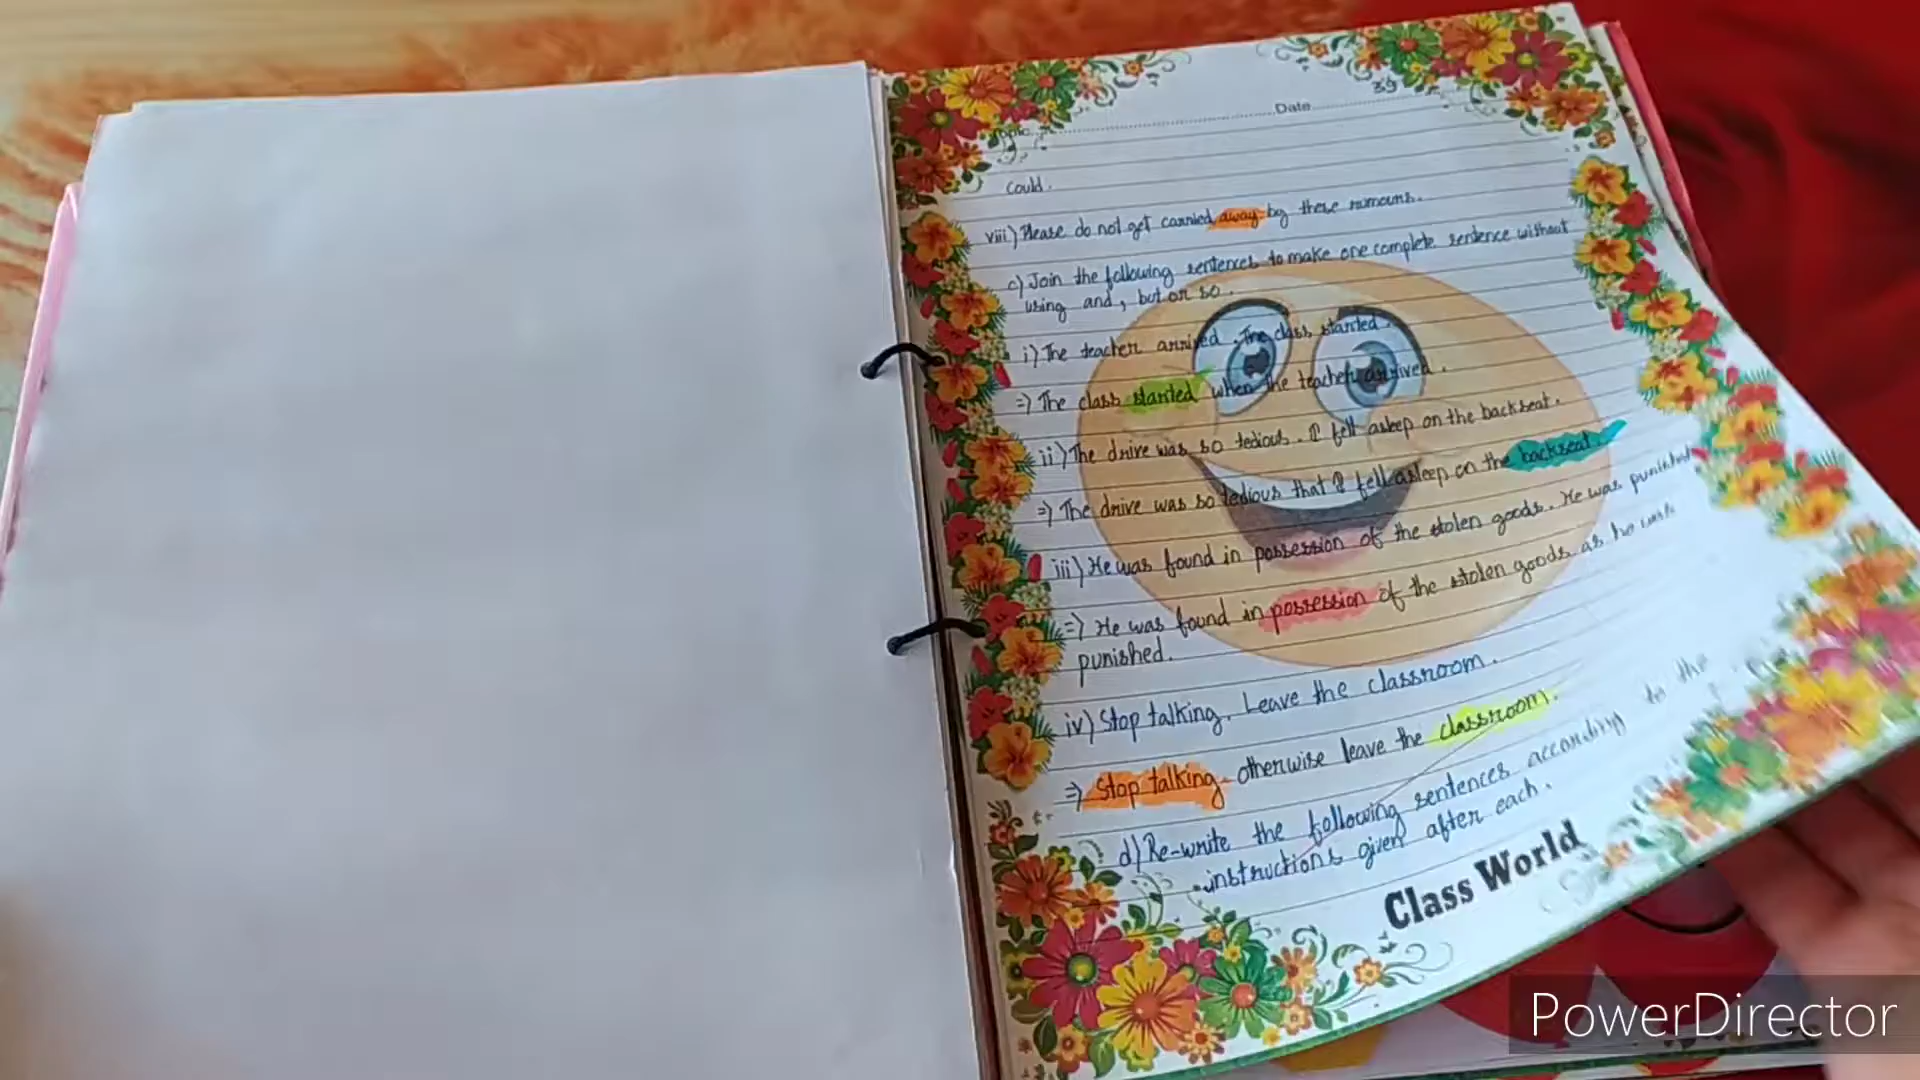 Topic
Date
39
could.
viii) Please do not get carried away by these rumours.
c) Join the following sentences to make one complete sentence without
using and, but or so.
i) The teacher arrived. The class started.
=) The class started when the teacher arrived.
ii) The drive was so tedious. I fell asleep on the backseat.
=) The drive was so tedious that I fell asleep on the backseat.
iii) He was found in possession of the stolen goods. He was punished
=) He was found in possession of the stolen goods as he was
punished.
iv) Stop talking. Leave the classroom.
=) Stop talking otherwise leave the classroom.
d) Re-write the following sentences according to the
instructions given after each.
Class World
PowerDirector